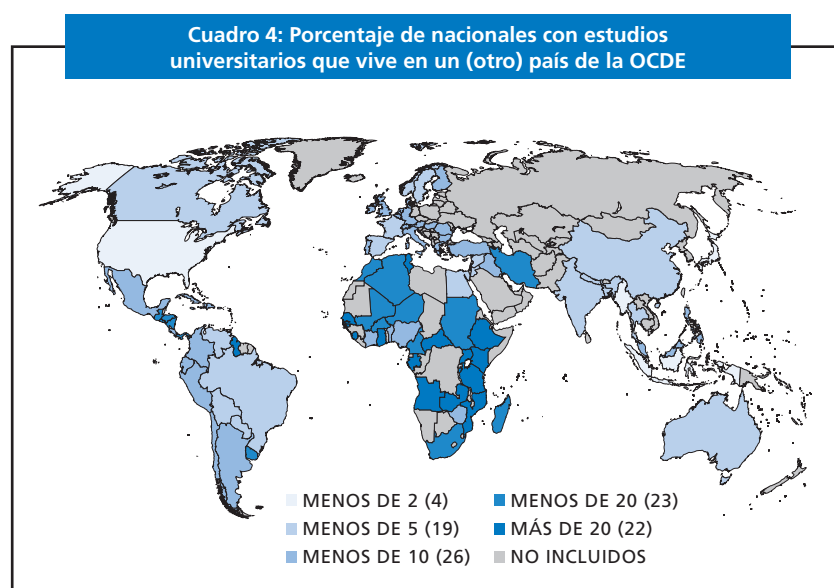 Cuadro 4: Porcentaje de nacionales con estudios
universitarios que vive en un (otro) país de la OCDE
MENOS DE 2 (4)
MENOS DE 5 (19)
MENOS DE 10 (26)
MENOS DE 20 (23)
MÁS DE 20 (22)
NO INCLUIDOS